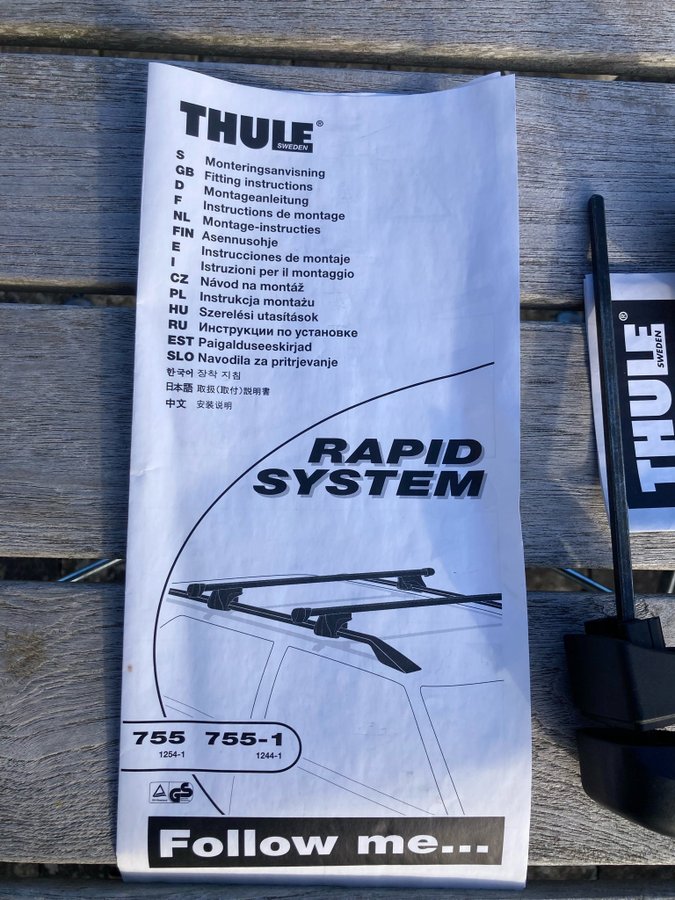 THULE®
SWEDEN
S Monteringsanvisning
GB Fitting instructions
D Montageanleitung
F Instructions de montage
NL Montage-instructies
FIN Asennusohje
E Instrucciones de montaje
I Istruzioni per il montaggio
CZ Návod na montáž
PL Instrukcja montażu
HU Szerelési utasítások
RU Инструкции по установке
EST Paigalduseeskirjad
SLO Navodila za pritrjevanje
한국어 장착 지침
日本語 取扱(取付)説明書
中文 安装说明
RAPID
SYSTEM
755 755-1
1254-1 1244-1
GS
Follow me...
THULE®
SWEDEN